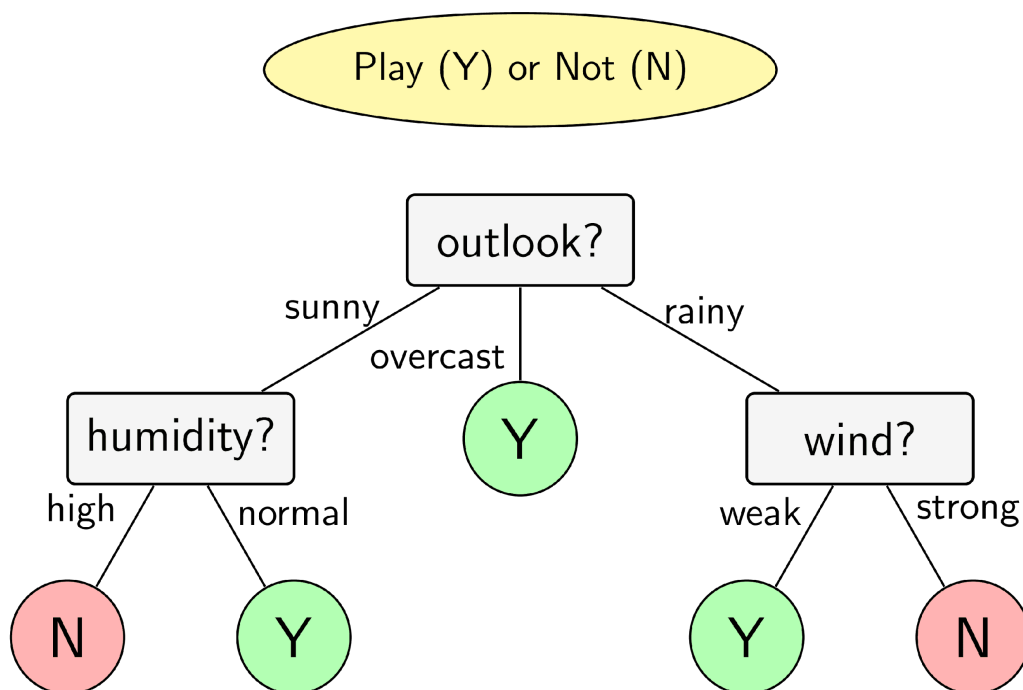 Play (Y) or Not (N)
outlook?
sunny
overcast
rainy
humidity?
Y
wind?
high
normal
weak
strong
N
Y
Y
N